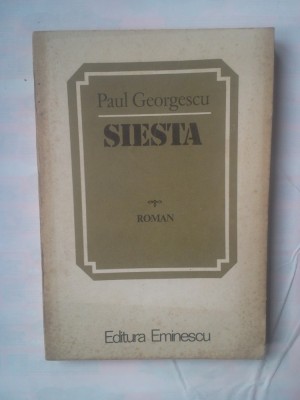 Paul Georgescu
SIESTA
ROMAN
Editura Eminescu